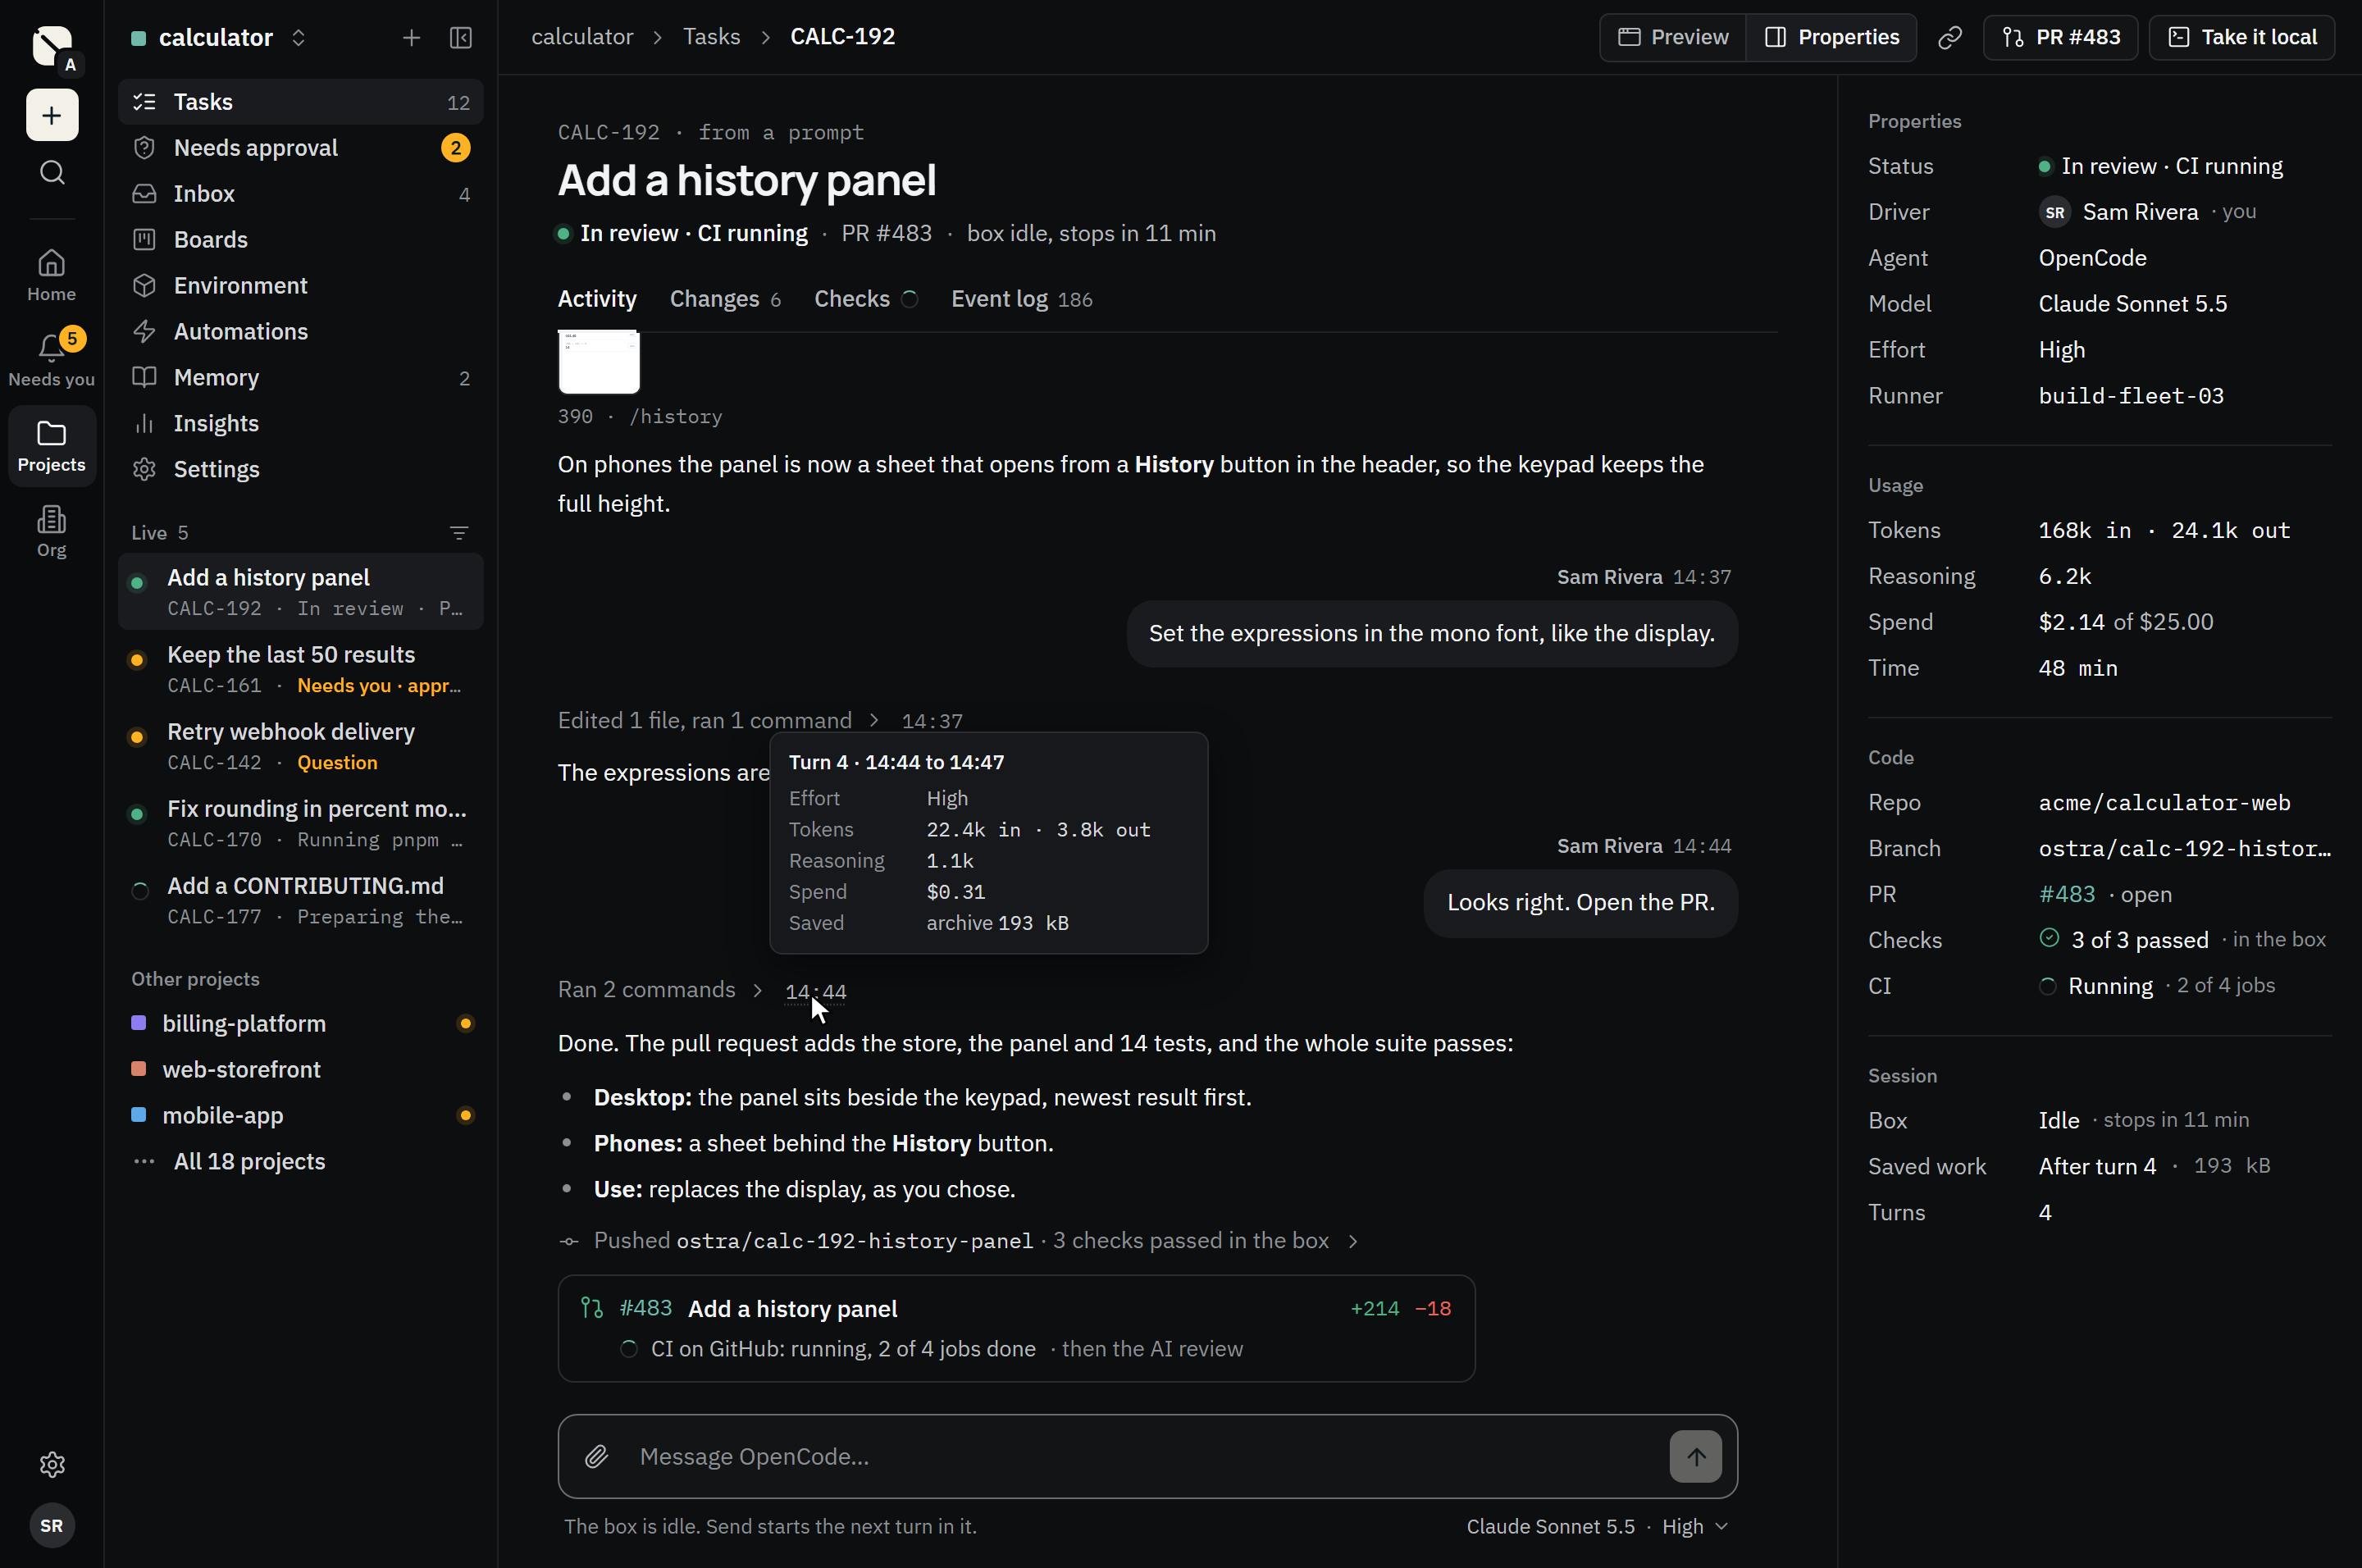 A
Home
5
Needs you
Projects
Org
SR
calculator
Tasks 12
Needs approval 2
Inbox 4
Boards
Environment
Automations
Memory 2
Insights
Settings
Live 5
Add a history panel
CALC-192 · In review · P…
Keep the last 50 results
CALC-161 · Needs you · appr…
Retry webhook delivery
CALC-142 · Question
Fix rounding in percent mo…
CALC-170 · Running pnpm …
Add a CONTRIBUTING.md
CALC-177 · Preparing the…
Other projects
billing-platform
web-storefront
mobile-app
All 18 projects
calculator > Tasks > CALC-192
Preview Properties PR #483 Take it local
CALC-192 · from a prompt
Add a history panel
In review · CI running · PR #483 · box idle, stops in 11 min
Activity Changes 6 Checks Event log 186
390 · /history
On phones the panel is now a sheet that opens from a History button in the header, so the keypad keeps the
full height.
Sam Rivera 14:37
Set the expressions in the mono font, like the display.
Edited 1 file, ran 1 command > 14:37
The expressions are
Turn 4 · 14:44 to 14:47
Effort High
Tokens 22.4k in · 3.8k out
Reasoning 1.1k
Spend $0.31
Saved archive 193 kB
Sam Rivera 14:44
Looks right. Open the PR.
Ran 2 commands > 14:44
Done. The pull request adds the store, the panel and 14 tests, and the whole suite passes:
• Desktop: the panel sits beside the keypad, newest result first.
• Phones: a sheet behind the History button.
• Use: replaces the display, as you chose.
Pushed ostra/calc-192-history-panel · 3 checks passed in the box >
#483 Add a history panel +214 −18
CI on GitHub: running, 2 of 4 jobs done · then the AI review
Message OpenCode…
The box is idle. Send starts the next turn in it.
Claude Sonnet 5.5 · High
Properties
Status In review · CI running
Driver SR Sam Rivera · you
Agent OpenCode
Model Claude Sonnet 5.5
Effort High
Runner build-fleet-03
Usage
Tokens 168k in · 24.1k out
Reasoning 6.2k
Spend $2.14 of $25.00
Time 48 min
Code
Repo acme/calculator-web
Branch ostra/calc-192-histor…
PR #483 · open
Checks 3 of 3 passed · in the box
CI Running · 2 of 4 jobs
Session
Box Idle · stops in 11 min
Saved work After turn 4 · 193 kB
Turns 4